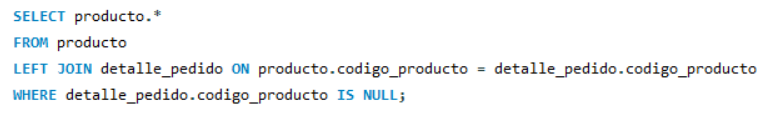 SELECT producto.*
FROM producto
LEFT JOIN detalle_pedido ON producto.codigo_producto = detalle_pedido.codigo_producto
WHERE detalle_pedido.codigo_producto IS NULL;